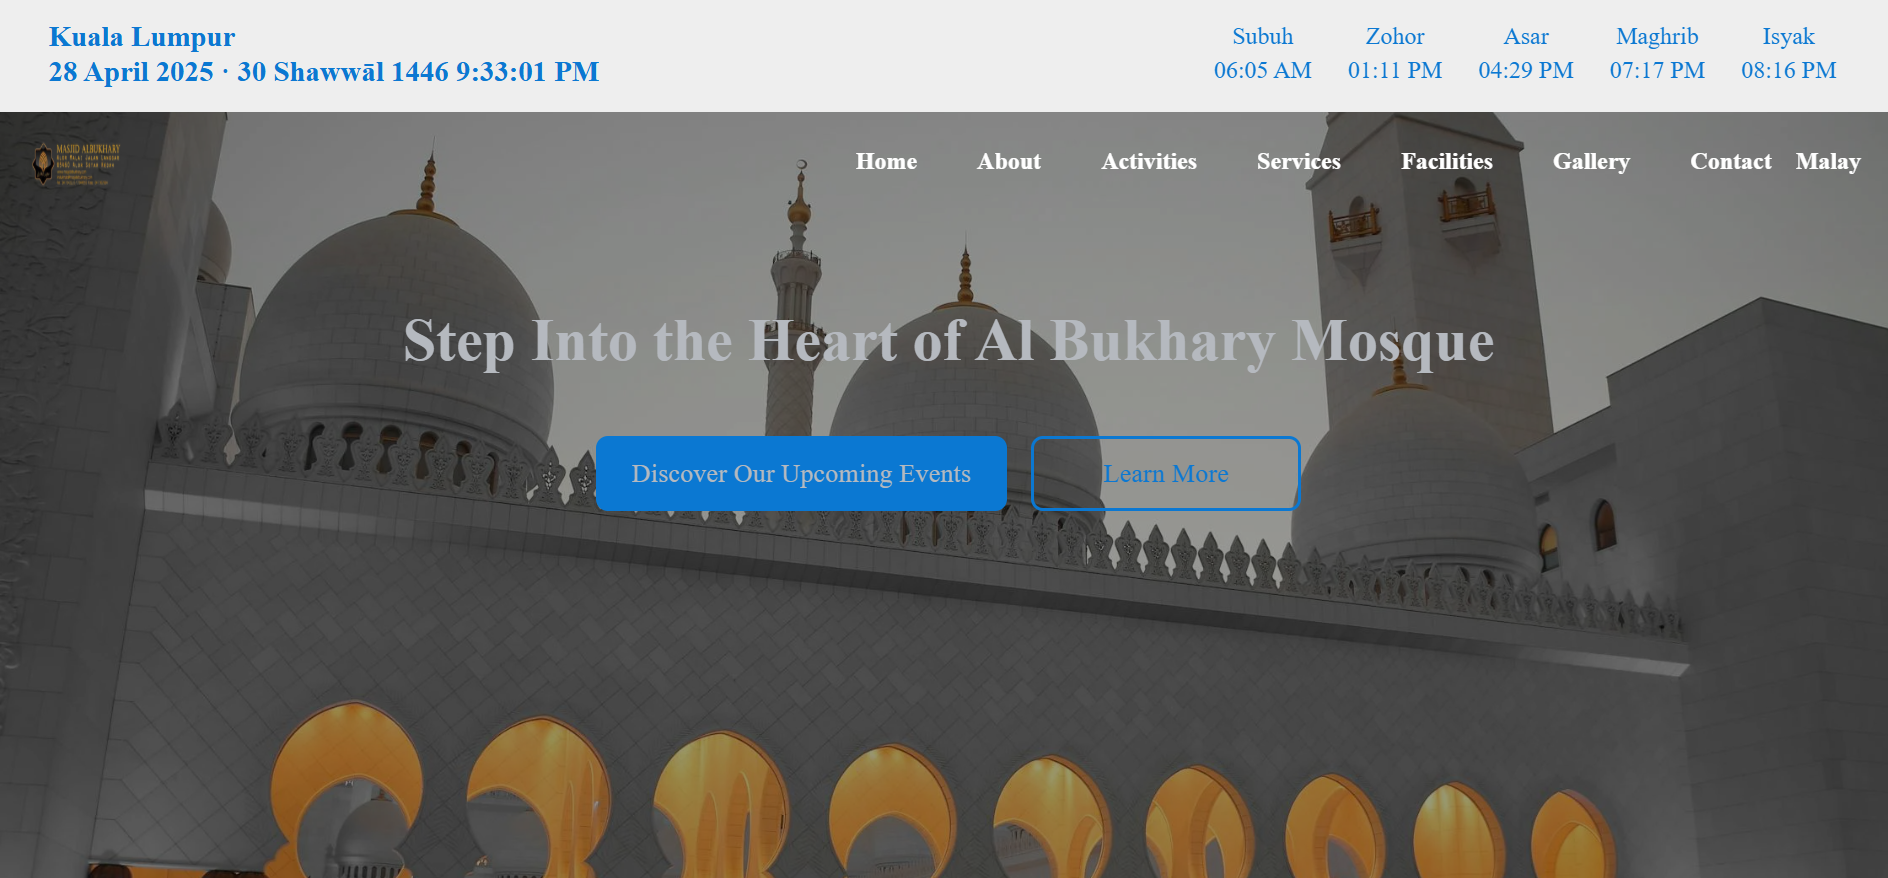 Kuala Lumpur
28 April 2025 · 30 Shawwāl 1446 9:33:01 PM
Subuh Zohor Asar Maghrib Isyak
06:05 AM 01:11 PM 04:29 PM 07:17 PM 08:16 PM
MASJID ALBUKHARY
Home About Activities Services Facilities Gallery Contact Malay
Step Into the Heart of Al Bukhary Mosque
Discover Our Upcoming Events Learn More